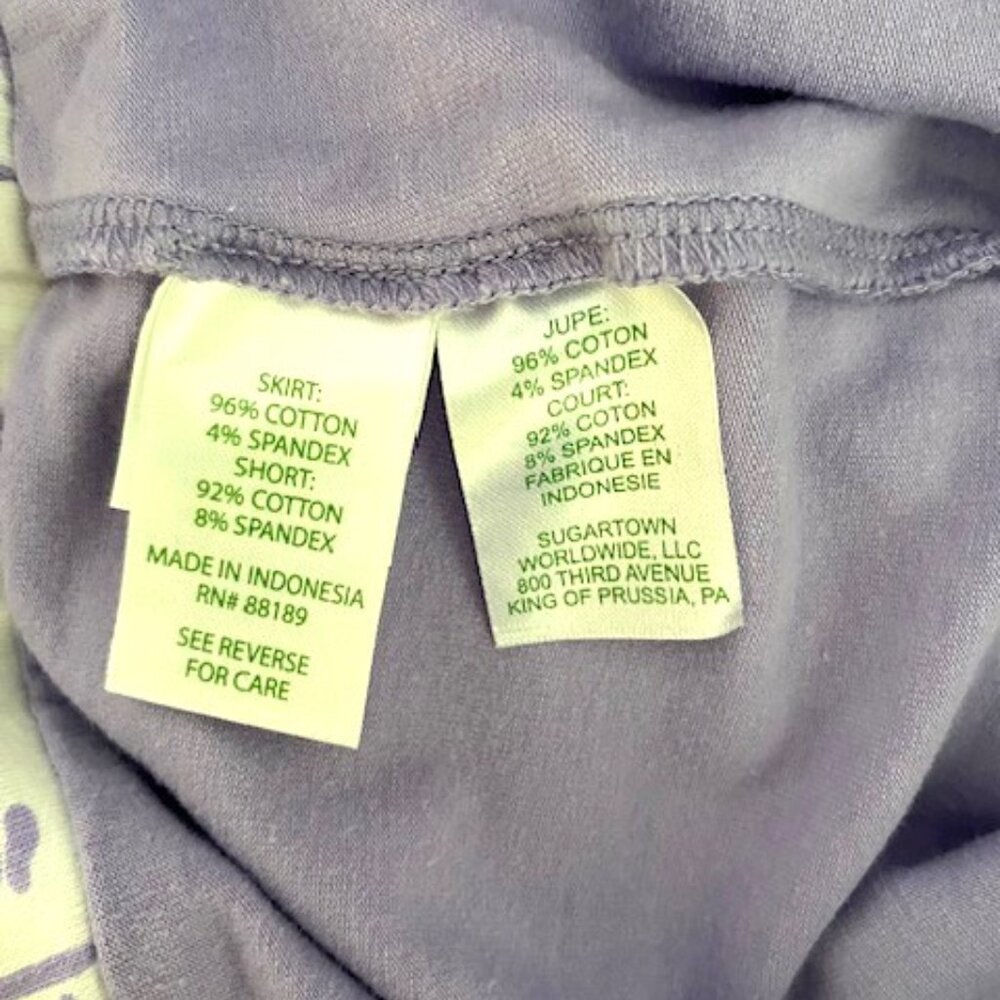 SKIRT:
96% COTTON
4% SPANDEX
SHORT:
92% COTTON
8% SPANDEX
MADE IN INDONESIA
RN# 88189
SEE REVERSE
FOR CARE
JUPE:
96% COTON
4% SPANDEX
COURT:
92% COTON
8% SPANDEX
FABRIQUE EN
INDONESIE
SUGARTOWN
WORLDWIDE, LLC
800 THIRD AVENUE
KING OF PRUSSIA, PA